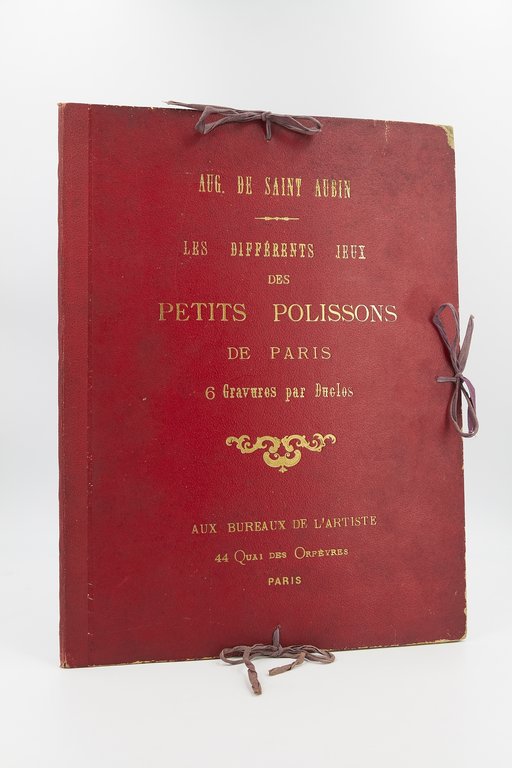 AUG. DE SAINT AUBIN
LES DIFFÉRENTS JEUX
DES
PETITS POLISSONS
DE PARIS
6 Gravures par Duclos
AUX BUREAUX DE L'ARTISTE
44 QUAI DES ORFÈVRES
PARIS